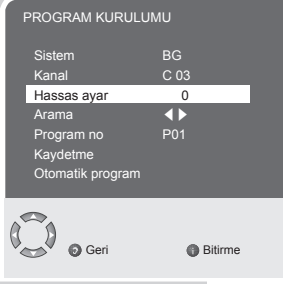 PROGRAM KURULUMU
Sistem BG
Kanal C 03
Hassas ayar 0
Arama ◀ ▶
Program no P01
Kaydetme
Otomatik program
Geri Bitirme